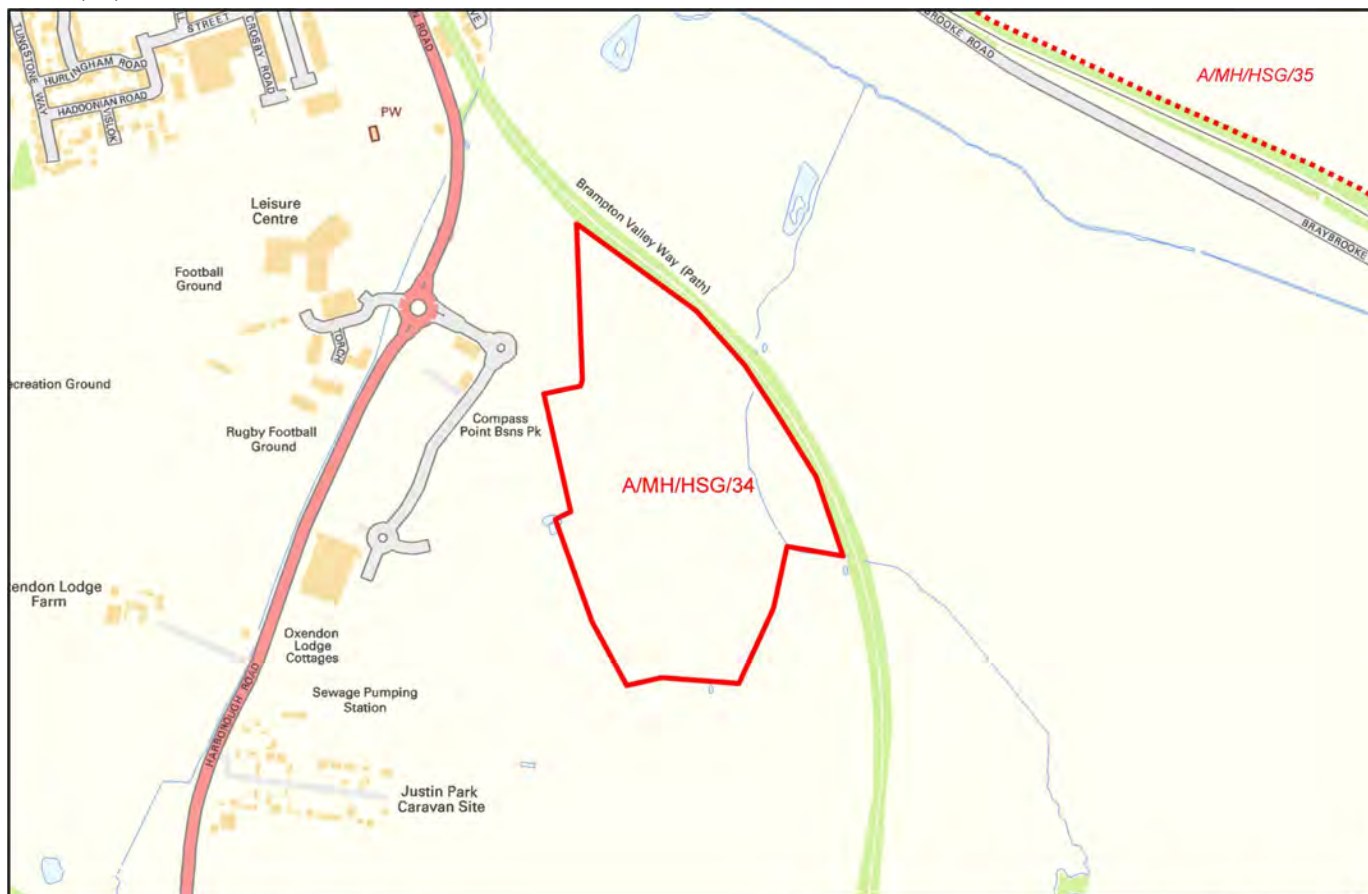 STREET
TUNGSTONE
WAY
HURLINGHAM ROAD
CROSBY ROAD
HADDONIAN ROAD
VISLOK
ROAD
PW
BROOKE ROAD
A/MH/HSG/35
BRAYBROOKE
Leisure
Centre
Brampton Valley Way (Path)
Football
Ground
TORCH
ecreation Ground
Rugby Football
Ground
Compass
Point Bsns Pk
A/MH/HSG/34
endon Lodge
Farm
Oxendon
Lodge
Cottages
HARBOROUGH ROAD
Sewage Pumping
Station
Justin Park
Caravan Site